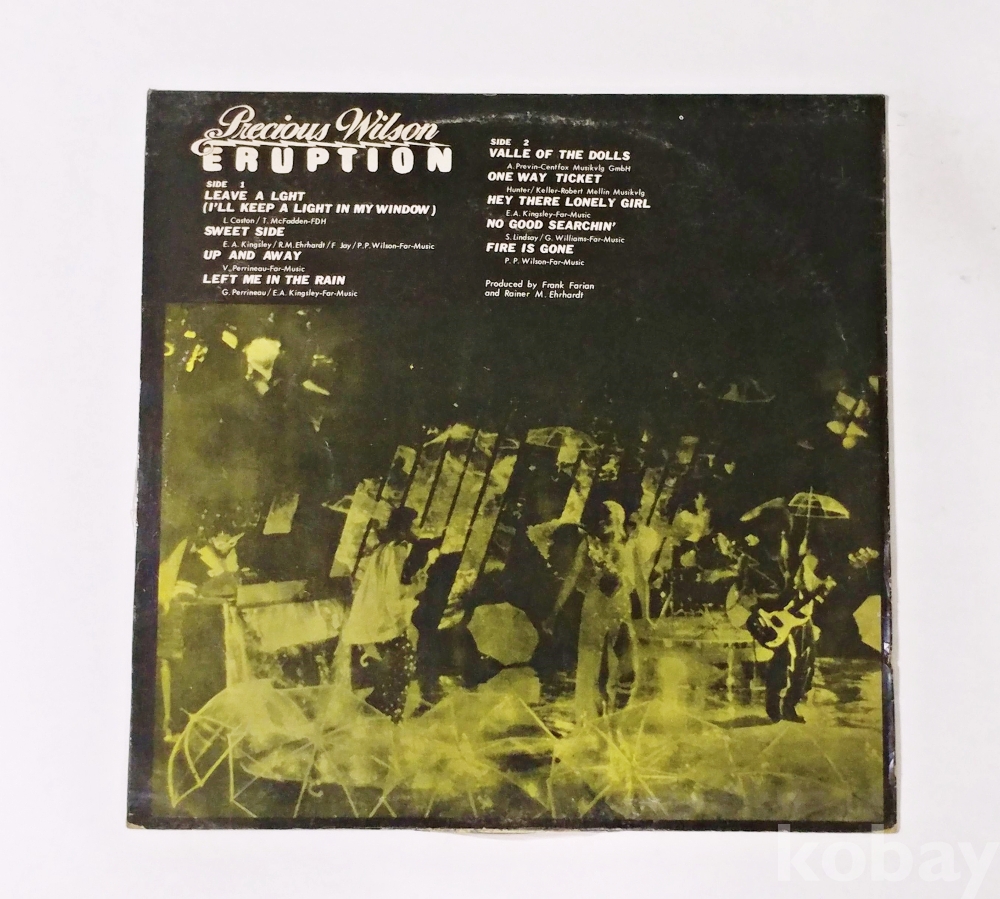 Precious Wilson
ERUPTION
SIDE 1
LEAVE A LGHT
(I'LL KEEP A LIGHT IN MY WINDOW)
L. Caston / T. McFadden-FDH
SWEET SIDE
E. A. Kingsley / R.M. Ehrhardt / F Jay / P.P. Wilson-Far-Music
UP AND AWAY
V. Perrineau-Far-Music
LEFT ME IN THE RAIN
G. Perrineau / E.A. Kingsley-Far-Music
SIDE 2
VALLE OF THE DOLLS
A. Previn-Centfox Musikvlg GmbH
ONE WAY TICKET
Hunter / Keller-Robert Mellin Musikvlg
HEY THERE LONELY GIRL
E.A. Kingsley-Far-Music
NO GOOD SEARCHIN'
S. Lindsay / G. Williams-Far-Music
FIRE IS GONE
P. P. Wilson-Far-Music
Produced by Frank Farian
and Rainer M. Ehrhardt
kobay